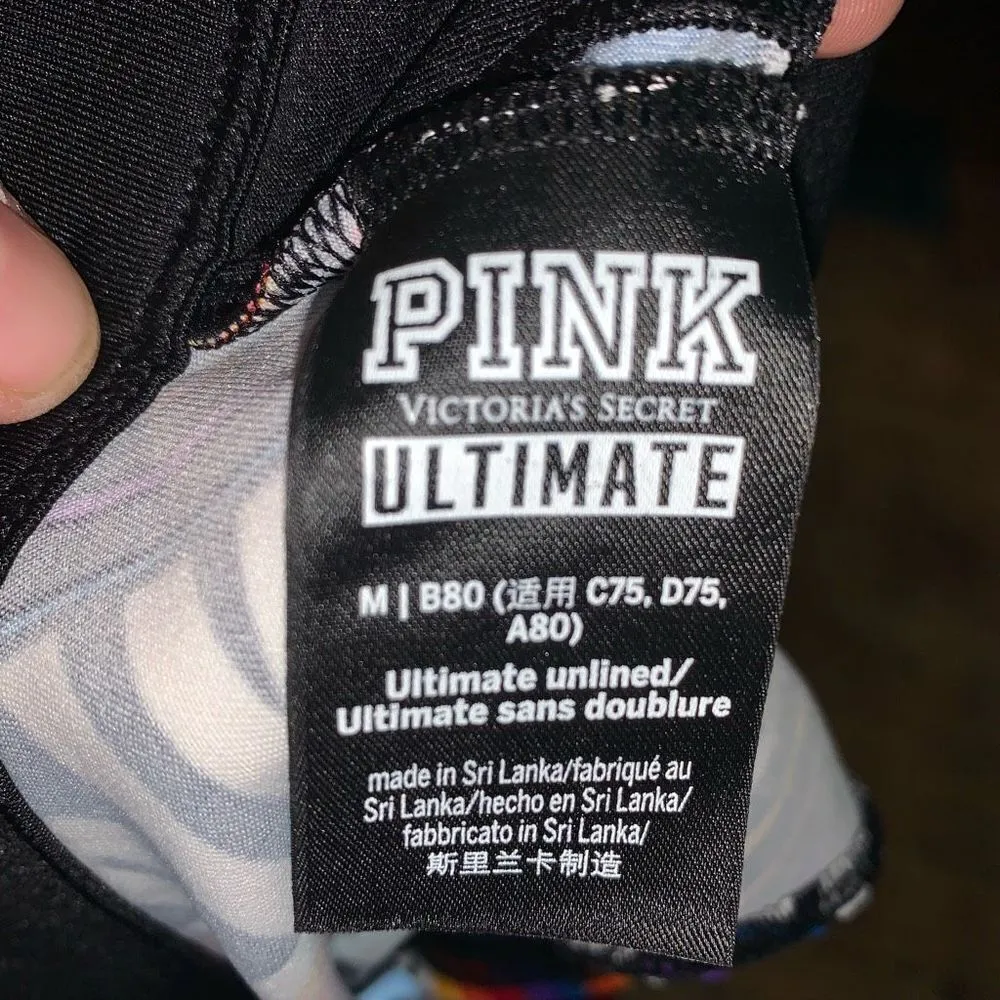 PINK
VICTORIA'S SECRET
ULTIMATE
M | B80 (适用 C75, D75,
A80)
Ultimate unlined/
Ultimate sans doublure
made in Sri Lanka/fabriqué au
Sri Lanka/hecho en Sri Lanka/
fabbricato in Sri Lanka/
斯里兰卡制造